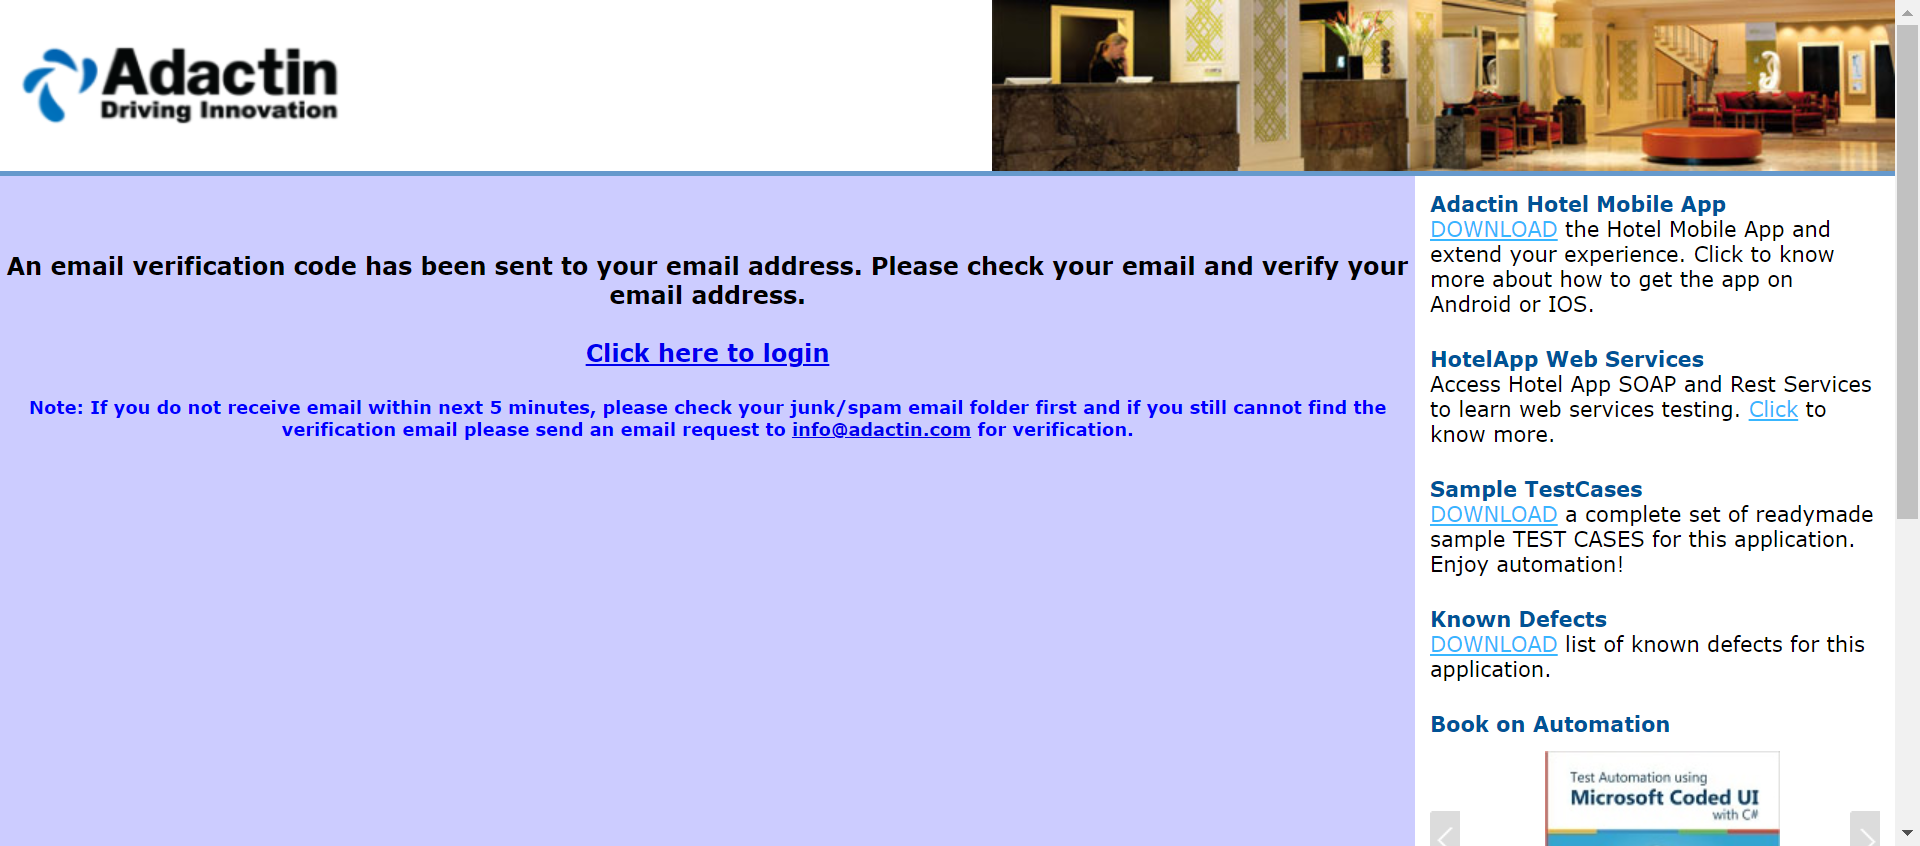 Adactin
Driving Innovation
An email verification code has been sent to your email address. Please check your email and verify your
email address.
Click here to login
Note: If you do not receive email within next 5 minutes, please check your junk/spam email folder first and if you still cannot find the
verification email please send an email request to info@adactin.com for verification.
Adactin Hotel Mobile App
DOWNLOAD the Hotel Mobile App and
extend your experience. Click to know
more about how to get the app on
Android or IOS.
HotelApp Web Services
Access Hotel App SOAP and Rest Services
to learn web services testing. Click to
know more.
Sample TestCases
DOWNLOAD a complete set of readymade
sample TEST CASES for this application.
Enjoy automation!
Known Defects
DOWNLOAD list of known defects for this
application.
Book on Automation
Test Automation using
Microsoft Coded UI
with C#